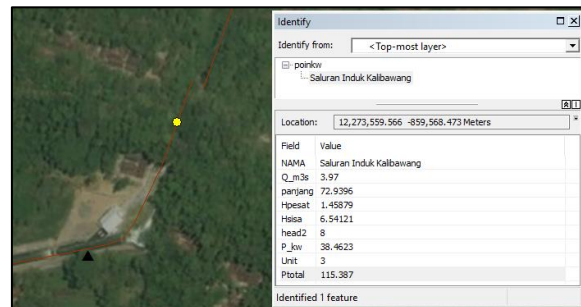 Identify
Identify from: <Top-most layer>
poinkw
Saluran Induk Kalibawang
Location: 12,273,559.566 -859,568.473 Meters
Field Value
NAMA Saluran Induk Kalibawang
Q_m3s 3.97
panjang 72.9396
Hpesat 1.45879
Hsisa 6.54121
head2 8
P_kw 38.4623
Unit 3
Ptotal 115.387
Identified 1 feature